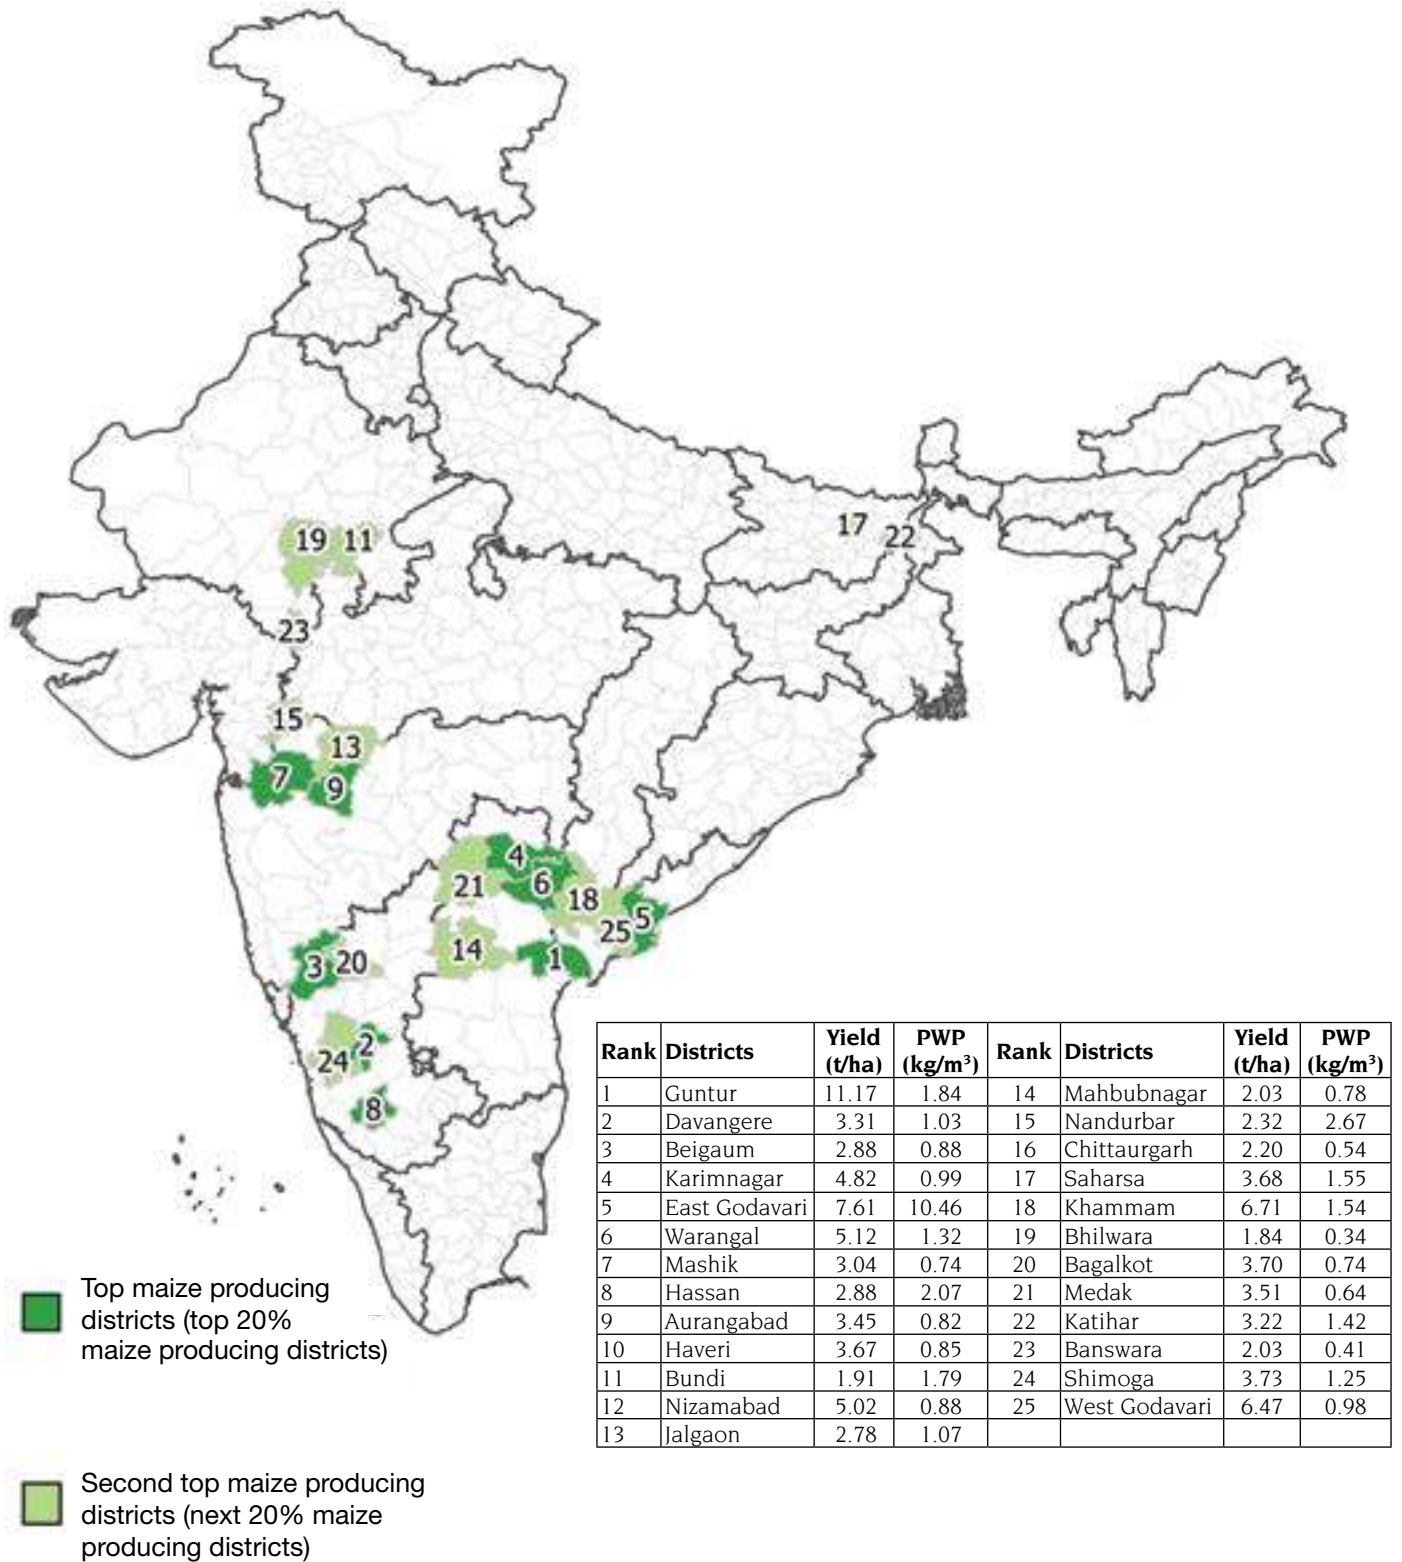 19 11
17
22
23
15
13
7
9
4
6
21
18
5
25
14
1
3 20
2
24
8
Rank Districts Yield (t/ha) PWP (kg/m³) Rank Districts Yield (t/ha) PWP (kg/m³)
1 Guntur 11.17 1.84 14 Mahbubnagar 2.03 0.78
2 Davangere 3.31 1.03 15 Nandurbar 2.32 2.67
3 Beigaum 2.88 0.88 16 Chittaurgarh 2.20 0.54
4 Karimnagar 4.82 0.99 17 Saharsa 3.68 1.55
5 East Godavari 7.61 10.46 18 Khammam 6.71 1.54
6 Warangal 5.12 1.32 19 Bhilwara 1.84 0.34
7 Mashik 3.04 0.74 20 Bagalkot 3.70 0.74
8 Hassan 2.88 2.07 21 Medak 3.51 0.64
9 Aurangabad 3.45 0.82 22 Katihar 3.22 1.42
10 Haveri 3.67 0.85 23 Banswara 2.03 0.41
11 Bundi 1.91 1.79 24 Shimoga 3.73 1.25
12 Nizamabad 5.02 0.88 25 West Godavari 6.47 0.98
13 Jalgaon 2.78 1.07
Top maize producing
districts (top 20%
maize producing districts)
Second top maize producing
districts (next 20% maize
producing districts)